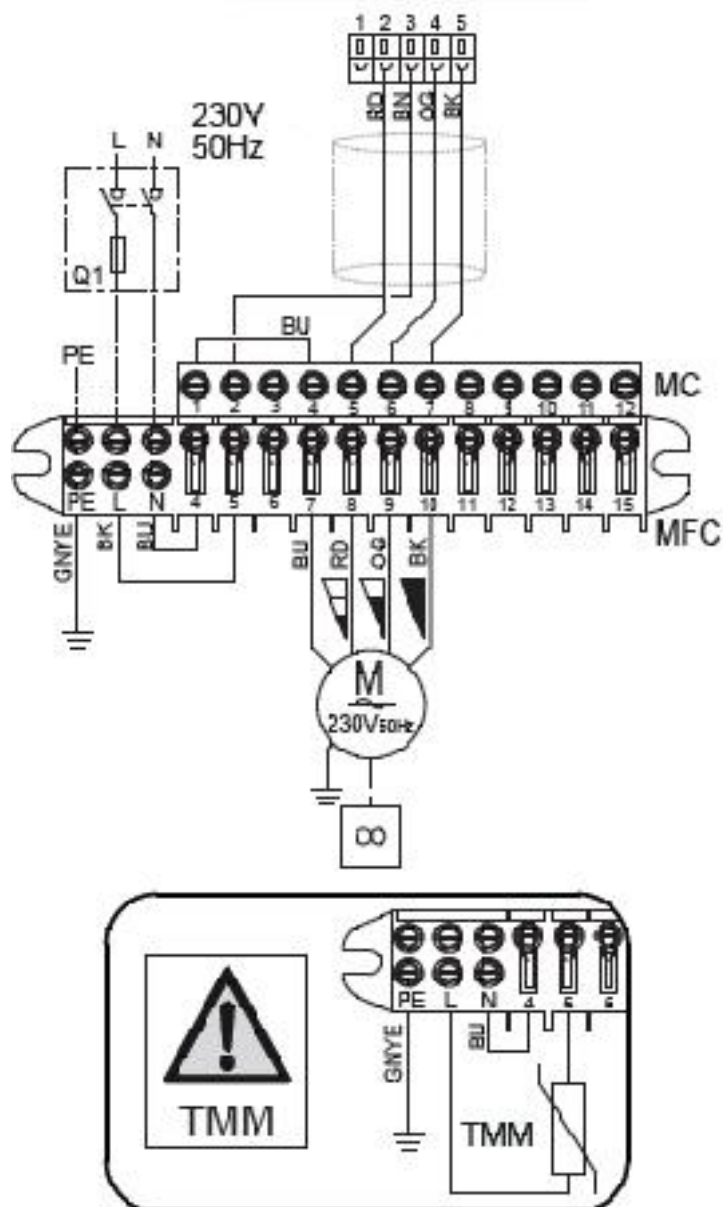 1 2 3 4 5
RD BN OG BK
230V
50Hz
L N
Q1
BU
PE
MC
1 2 3 4 5 6 7 8 9 10 11 12
PE L N 4 5 6 7 8 9 10 11 12 13 14 15
MFC
GNYE BK BU BU RD OG BK
M
230V50Hz
PE L N 4 5 6
GNYE BU
TMM
TMM